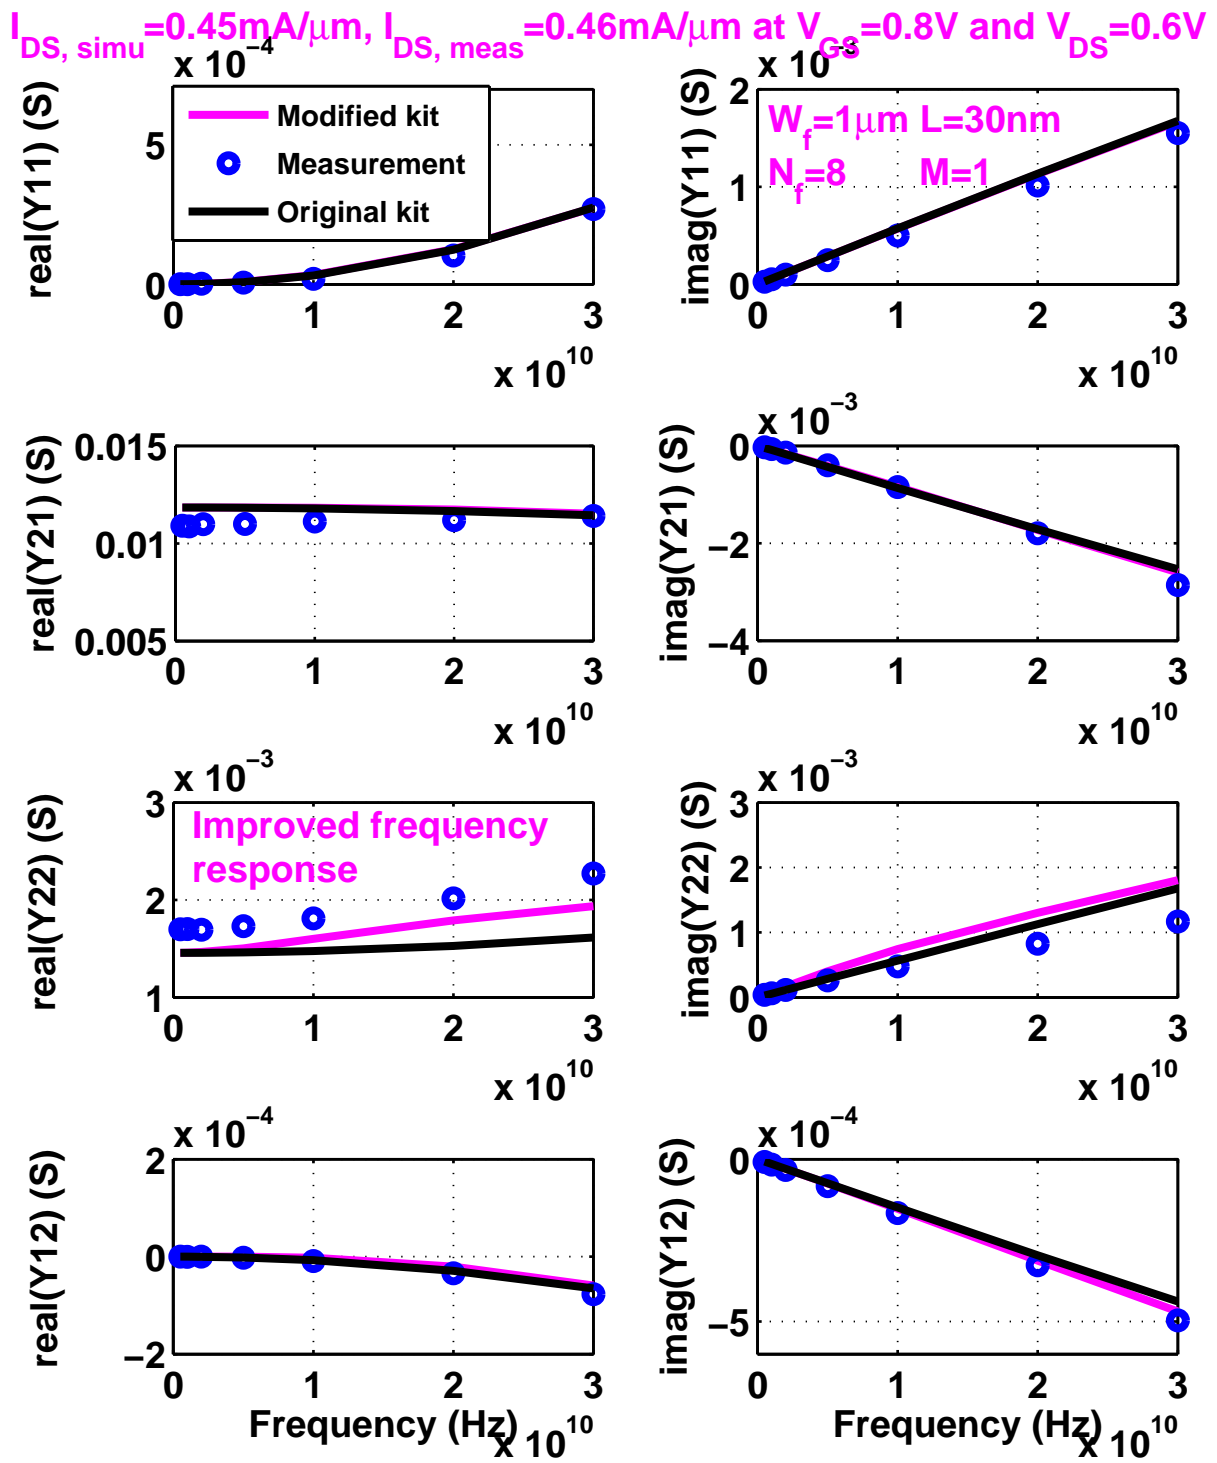 I_DS, simu=0.45mA/μm, I_DS, meas=0.46mA/μm at V_GS=0.8V and V_DS=0.6V
x 10^−4
real(Y11) (S)
5
0
Modified kit
Measurement
Original kit
0 1 2 3
x 10^10
x 10^−3
imag(Y11) (S)
2
1
0
W_f=1μm L=30nm
N_f=8 M=1
0 1 2 3
x 10^10
real(Y21) (S)
0.015
0.01
0.005
0 1 2 3
x 10^10
x 10^−3
imag(Y21) (S)
0
−2
−4
0 1 2 3
x 10^10
x 10^−3
real(Y22) (S)
3
2
1
Improved frequency
response
0 1 2 3
x 10^10
x 10^−3
imag(Y22) (S)
3
2
1
0
0 1 2 3
x 10^10
x 10^−4
real(Y12) (S)
2
0
−2
0 1 2 3
Frequency (Hz)
x 10^10
x 10^−4
imag(Y12) (S)
0
−5
0 1 2 3
Frequency (Hz)
x 10^10